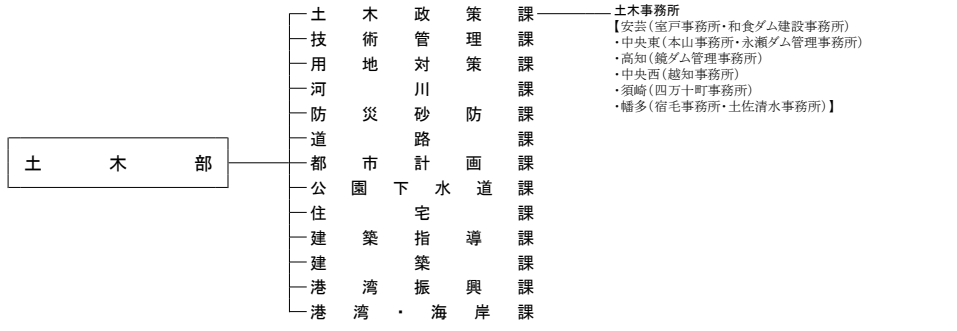 土木部
土木政策課
技術管理課
用地対策課
河川課
防災砂防課
道路課
都市計画課
公園下水道課
住宅課
建築指導課
建築課
港湾振興課
港湾・海岸課
土木事務所
【安芸(室戸事務所・和食ダム建設事務所)
・中央東(本山事務所・永瀬ダム管理事務所)
・高知(鏡ダム管理事務所)
・中央西(越知事務所)
・須崎(四万十町事務所)
・幡多(宿毛事務所・土佐清水事務所)】